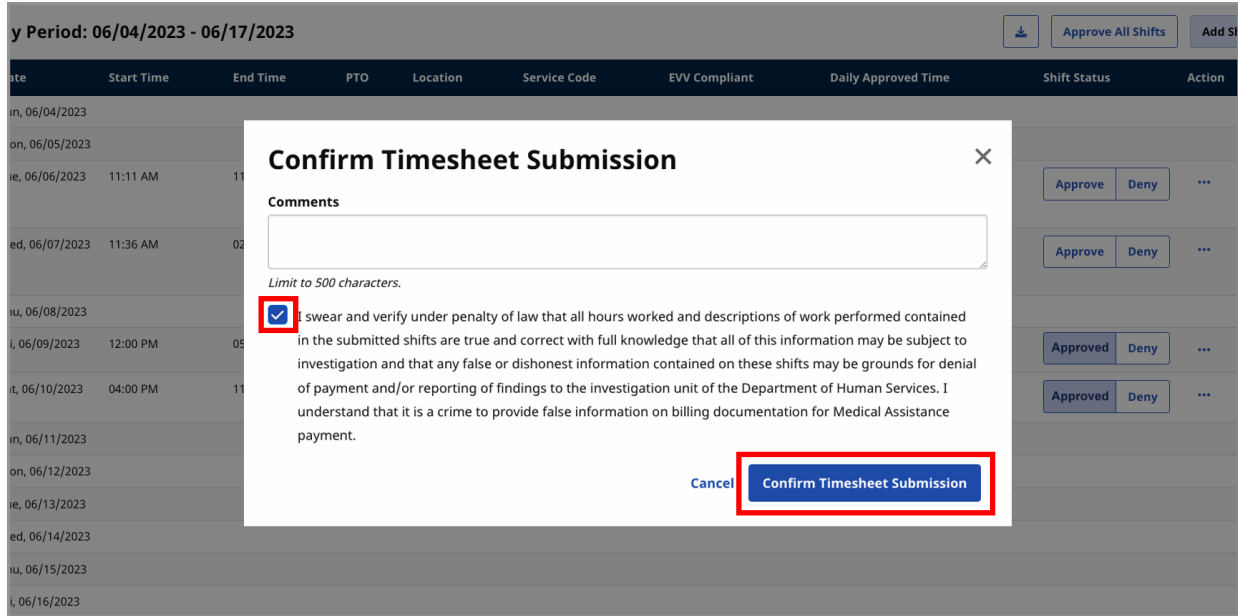 y Period: 06/04/2023 - 06/17/2023 Approve All Shifts Add
ate Start Time End Time PTO Location Service Code EVV Compliant Daily Approved Time Shift Status Action
un, 06/04/2023
on, 06/05/2023
Confirm Timesheet Submission
ue, 06/06/2023 11:11 AM 11 Approve Deny ...
Comments
ed, 06/07/2023 11:36 AM 02 Approve Deny ...
Limit to 500 characters.
I swear and verify under penalty of law that all hours worked and descriptions of work performed contained
in the submitted shifts are true and correct with full knowledge that all of this information may be subject to
investigation and that any false or dishonest information contained on these shifts may be grounds for denial
of payment and/or reporting of findings to the investigation unit of the Department of Human Services. I
understand that it is a crime to provide false information on billing documentation for Medical Assistance
payment.
hu, 06/08/2023
i, 06/09/2023 12:00 PM 05 Approved Deny ...
t, 06/10/2023 04:00 PM 11 Approved Deny ...
un, 06/11/2023
on, 06/12/2023
Cancel Confirm Timesheet Submission
ue, 06/13/2023
ed, 06/14/2023
hu, 06/15/2023
i, 06/16/2023